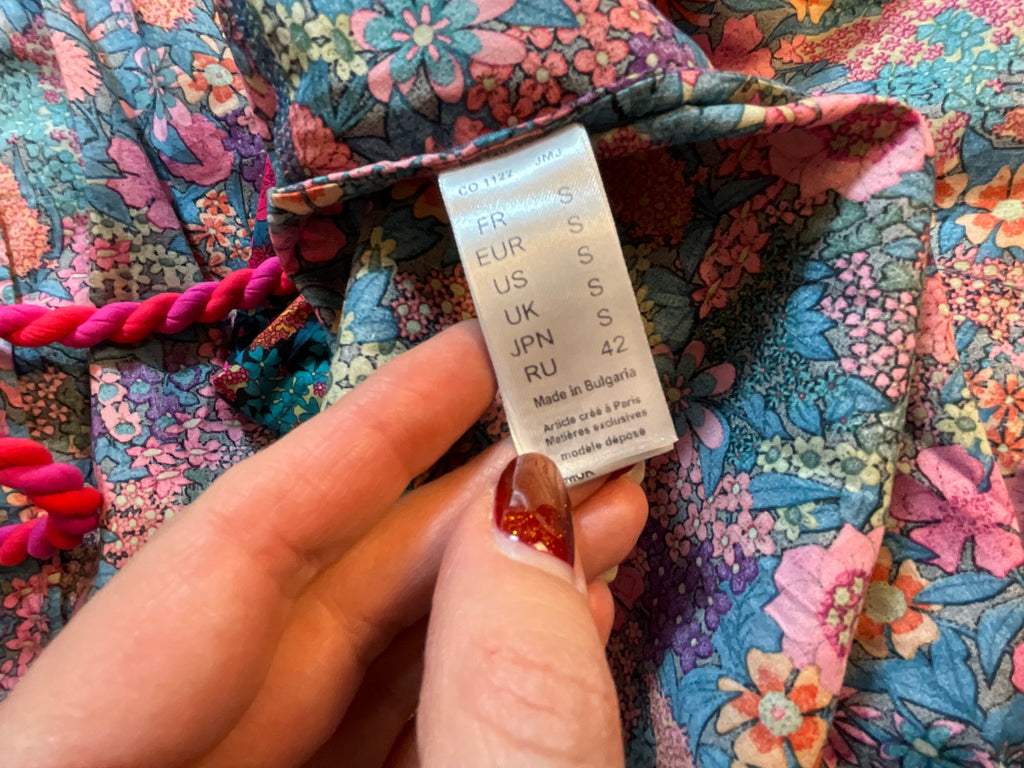 CO 1122 JMJ
FR S
EUR S
US S
UK S
JPN S
RU 42
Made in Bulgaria
Article créé à Paris
Matières exclusives
modèle déposé